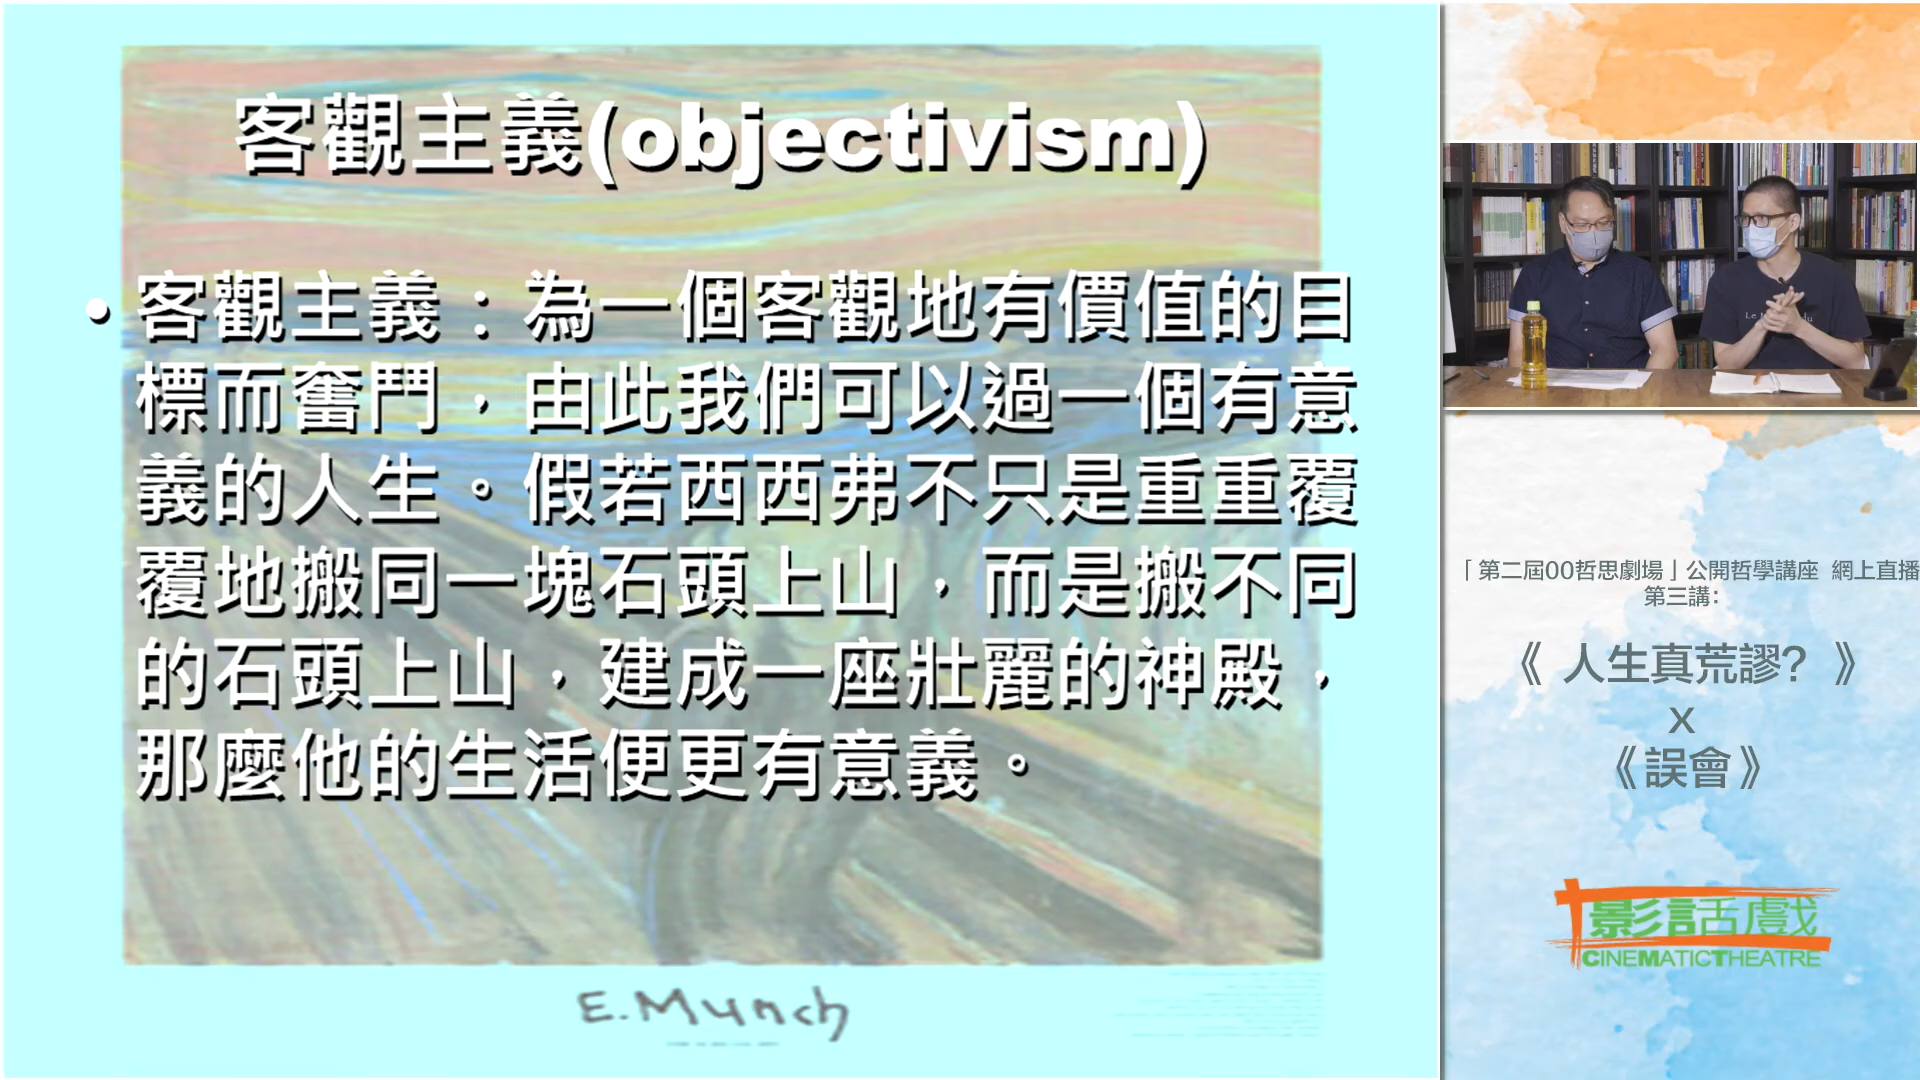 客觀主義(objectivism)
• 客觀主義：為一個客觀地有價值的目
標而奮鬥，由此我們可以過一個有意
義的人生。假若西西弗不只是重重覆
覆地搬同一塊石頭上山，而是搬不同
的石頭上山，建成一座壯麗的神殿，
那麼他的生活便更有意義。
E. Munch
「第二屆OO哲思劇場」公開哲學講座 網上直播
第三講：
《 人生真荒謬? 》
x
《誤會》
影話戲
CINEMATICTHEATRE